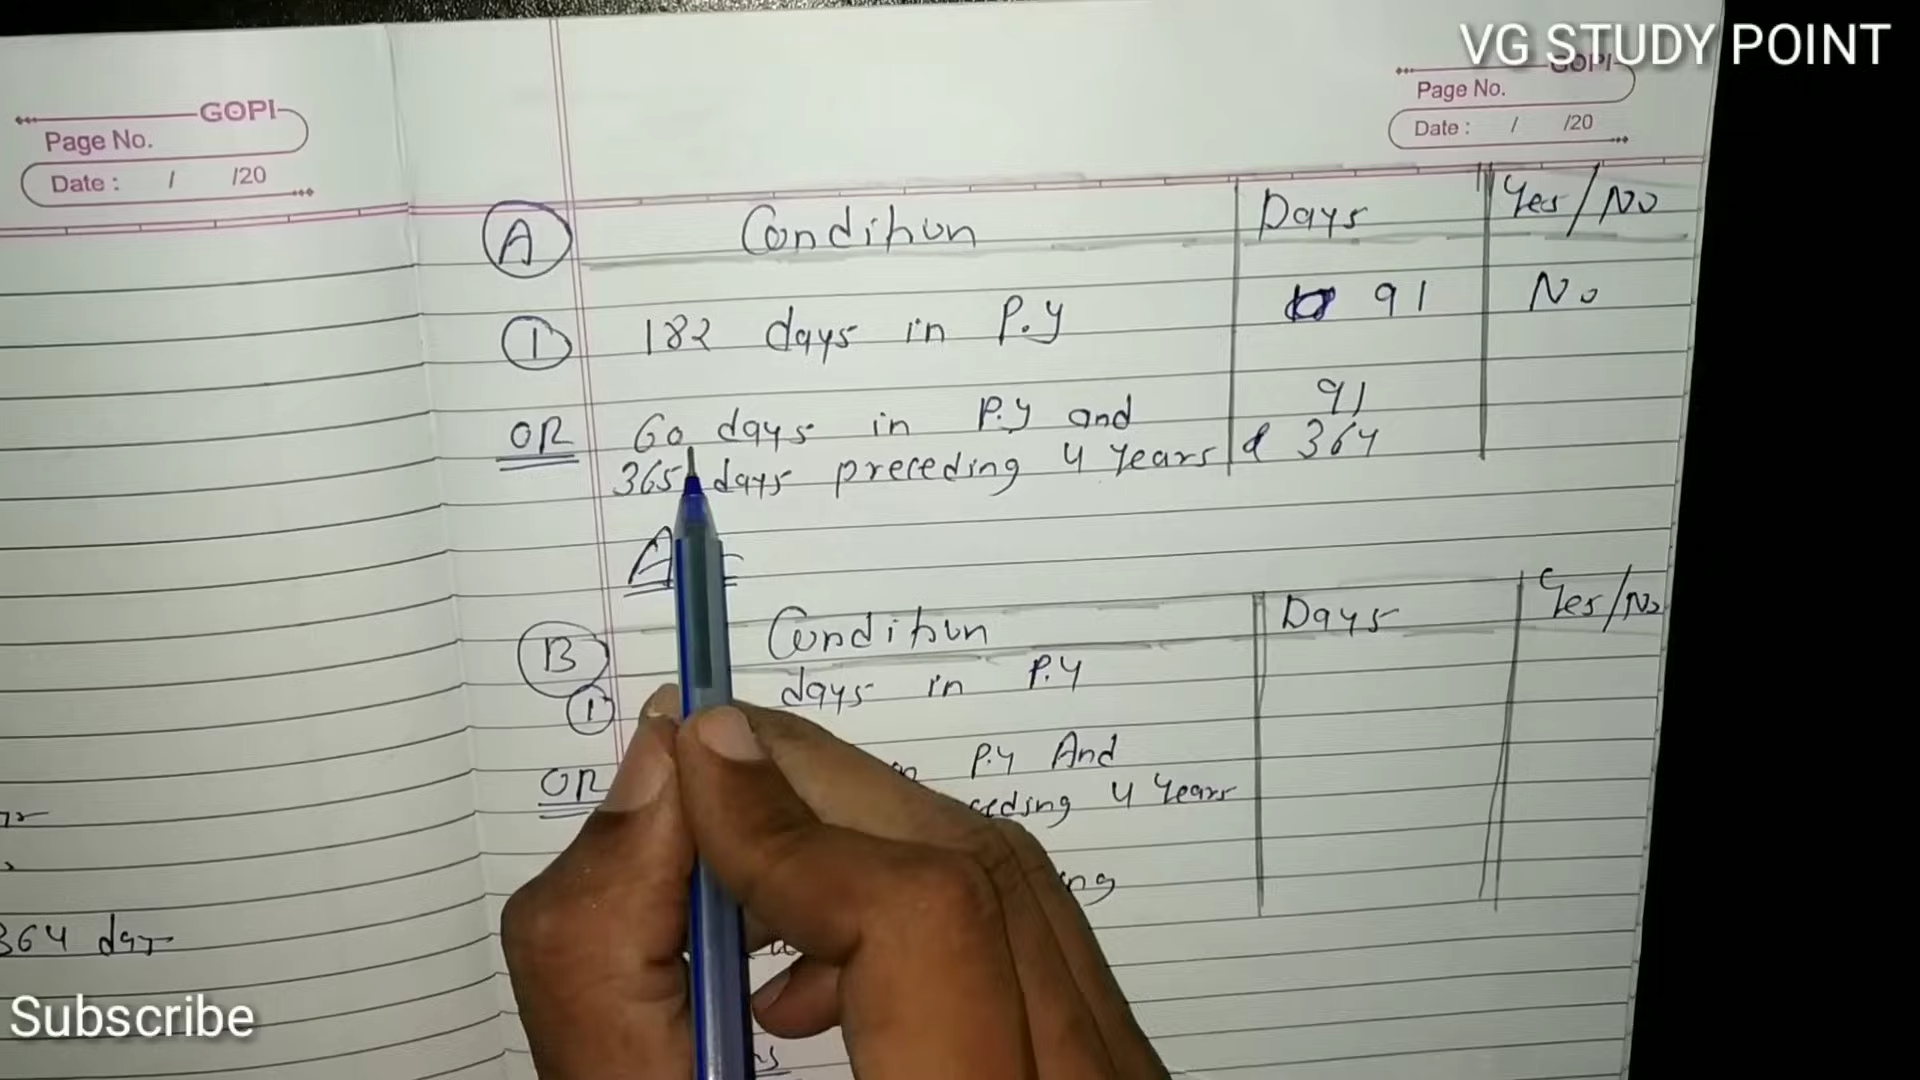 VG STUDY POINT
GOPI
Page No.
Date : / /20
GOPI
Page No.
Date : / /20
A Condition Days Yes/No
1 182 days in P.Y 91 No
OR 60 days in P.Y and 91
365 days preceding 4 Years & 364
B Condition Days Yes/No
1 days in P.Y
OR P.Y And
4 Years
364 day
Subscribe